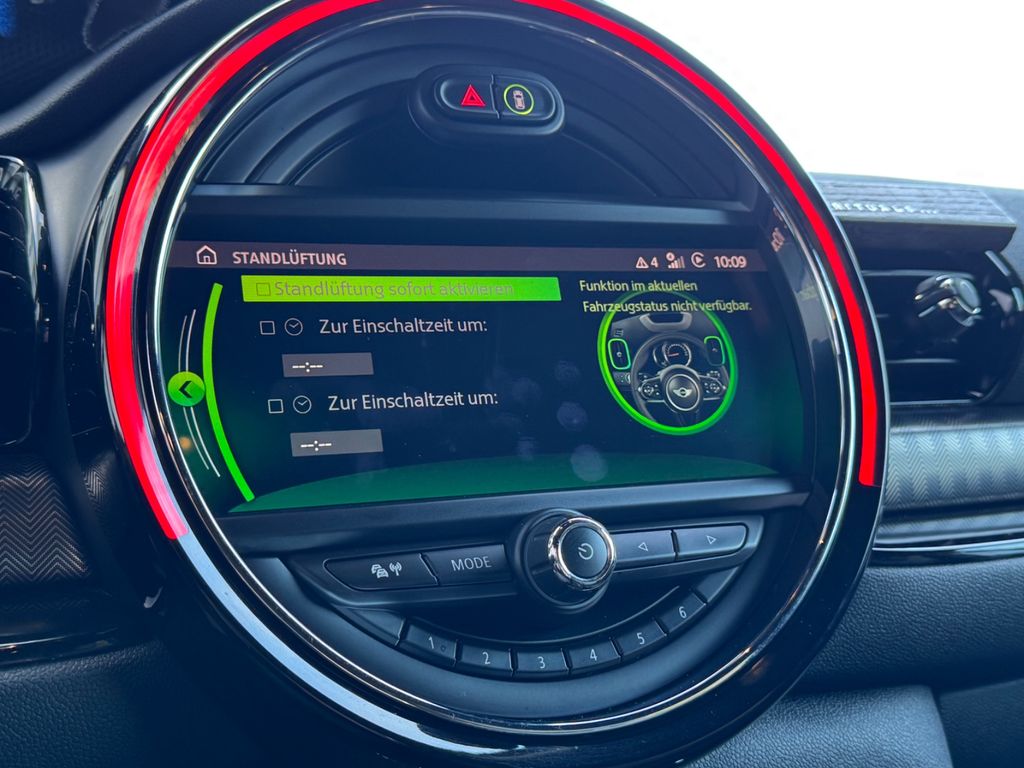 STANDLÜFTUNG
4
10:09
Standlüftung sofort aktivieren
Funktion im aktuellen
Fahrzeugstatus nicht verfügbar.
Zur Einschaltzeit um:
--:--
Zur Einschaltzeit um:
--:--
MODE
1
2
3
4
5
6
RITUALS...